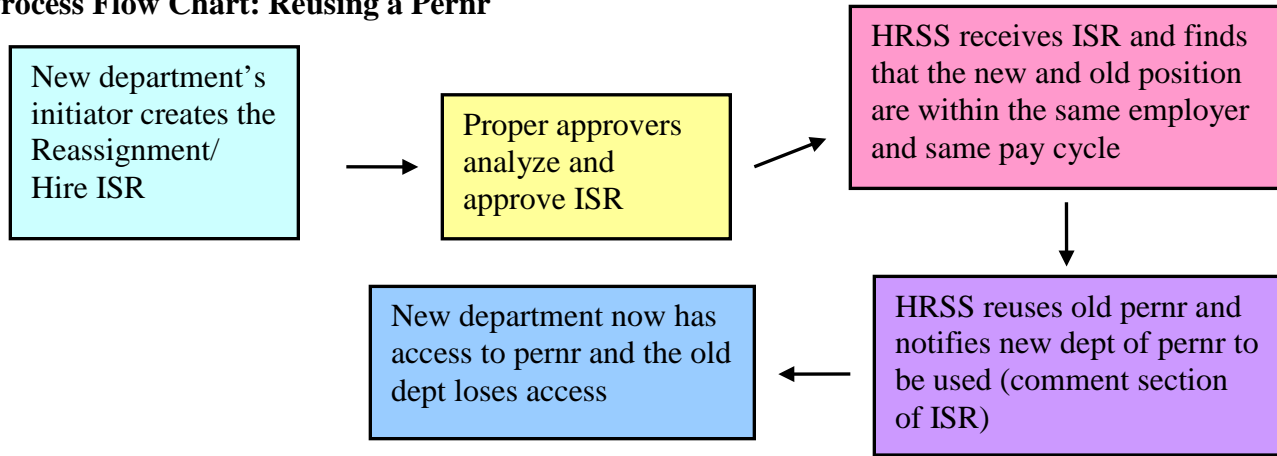 rocess Flow Chart: Reusing a Pernr
New department's
initiator creates the
Reassignment/
Hire ISR
Proper approvers
analyze and
approve ISR
HRSS receives ISR and finds
that the new and old position
are within the same employer
and same pay cycle
HRSS reuses old pernr and
notifies new dept of pernr to
be used (comment section
of ISR)
New department now has
access to pernr and the old
dept loses access